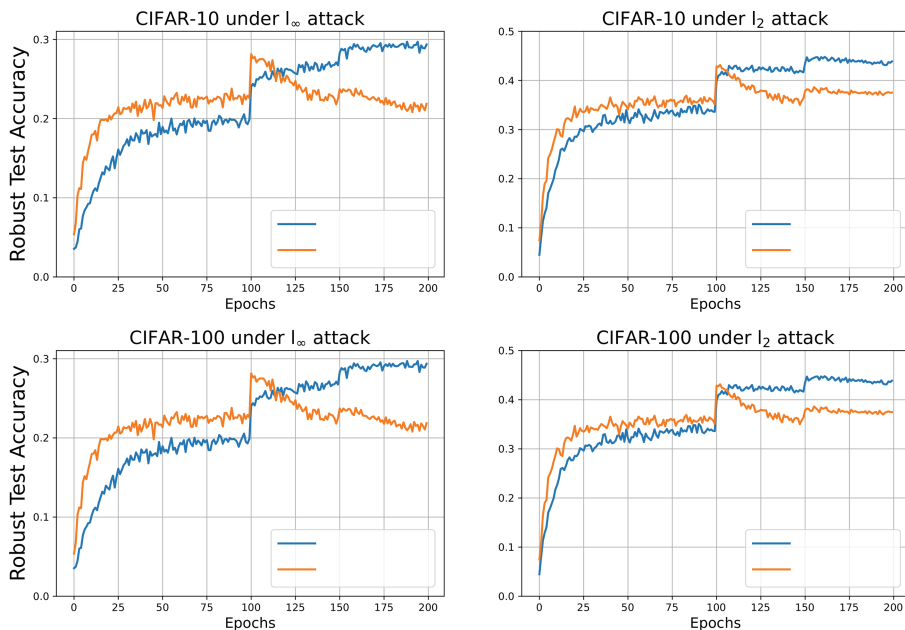 CIFAR-10 under l∞ attack
Robust Test Accuracy
0.3
0.2
0.1
0.0
0 25 50 75 100 125 150 175 200
Epochs
CIFAR-10 under l₂ attack
0.5
0.4
0.3
0.2
0.1
0.0
0 25 50 75 100 125 150 175 200
Epochs
CIFAR-100 under l∞ attack
Robust Test Accuracy
0.3
0.2
0.1
0.0
0 25 50 75 100 125 150 175 200
Epochs
CIFAR-100 under l₂ attack
0.5
0.4
0.3
0.2
0.1
0.0
0 25 50 75 100 125 150 175 200
Epochs